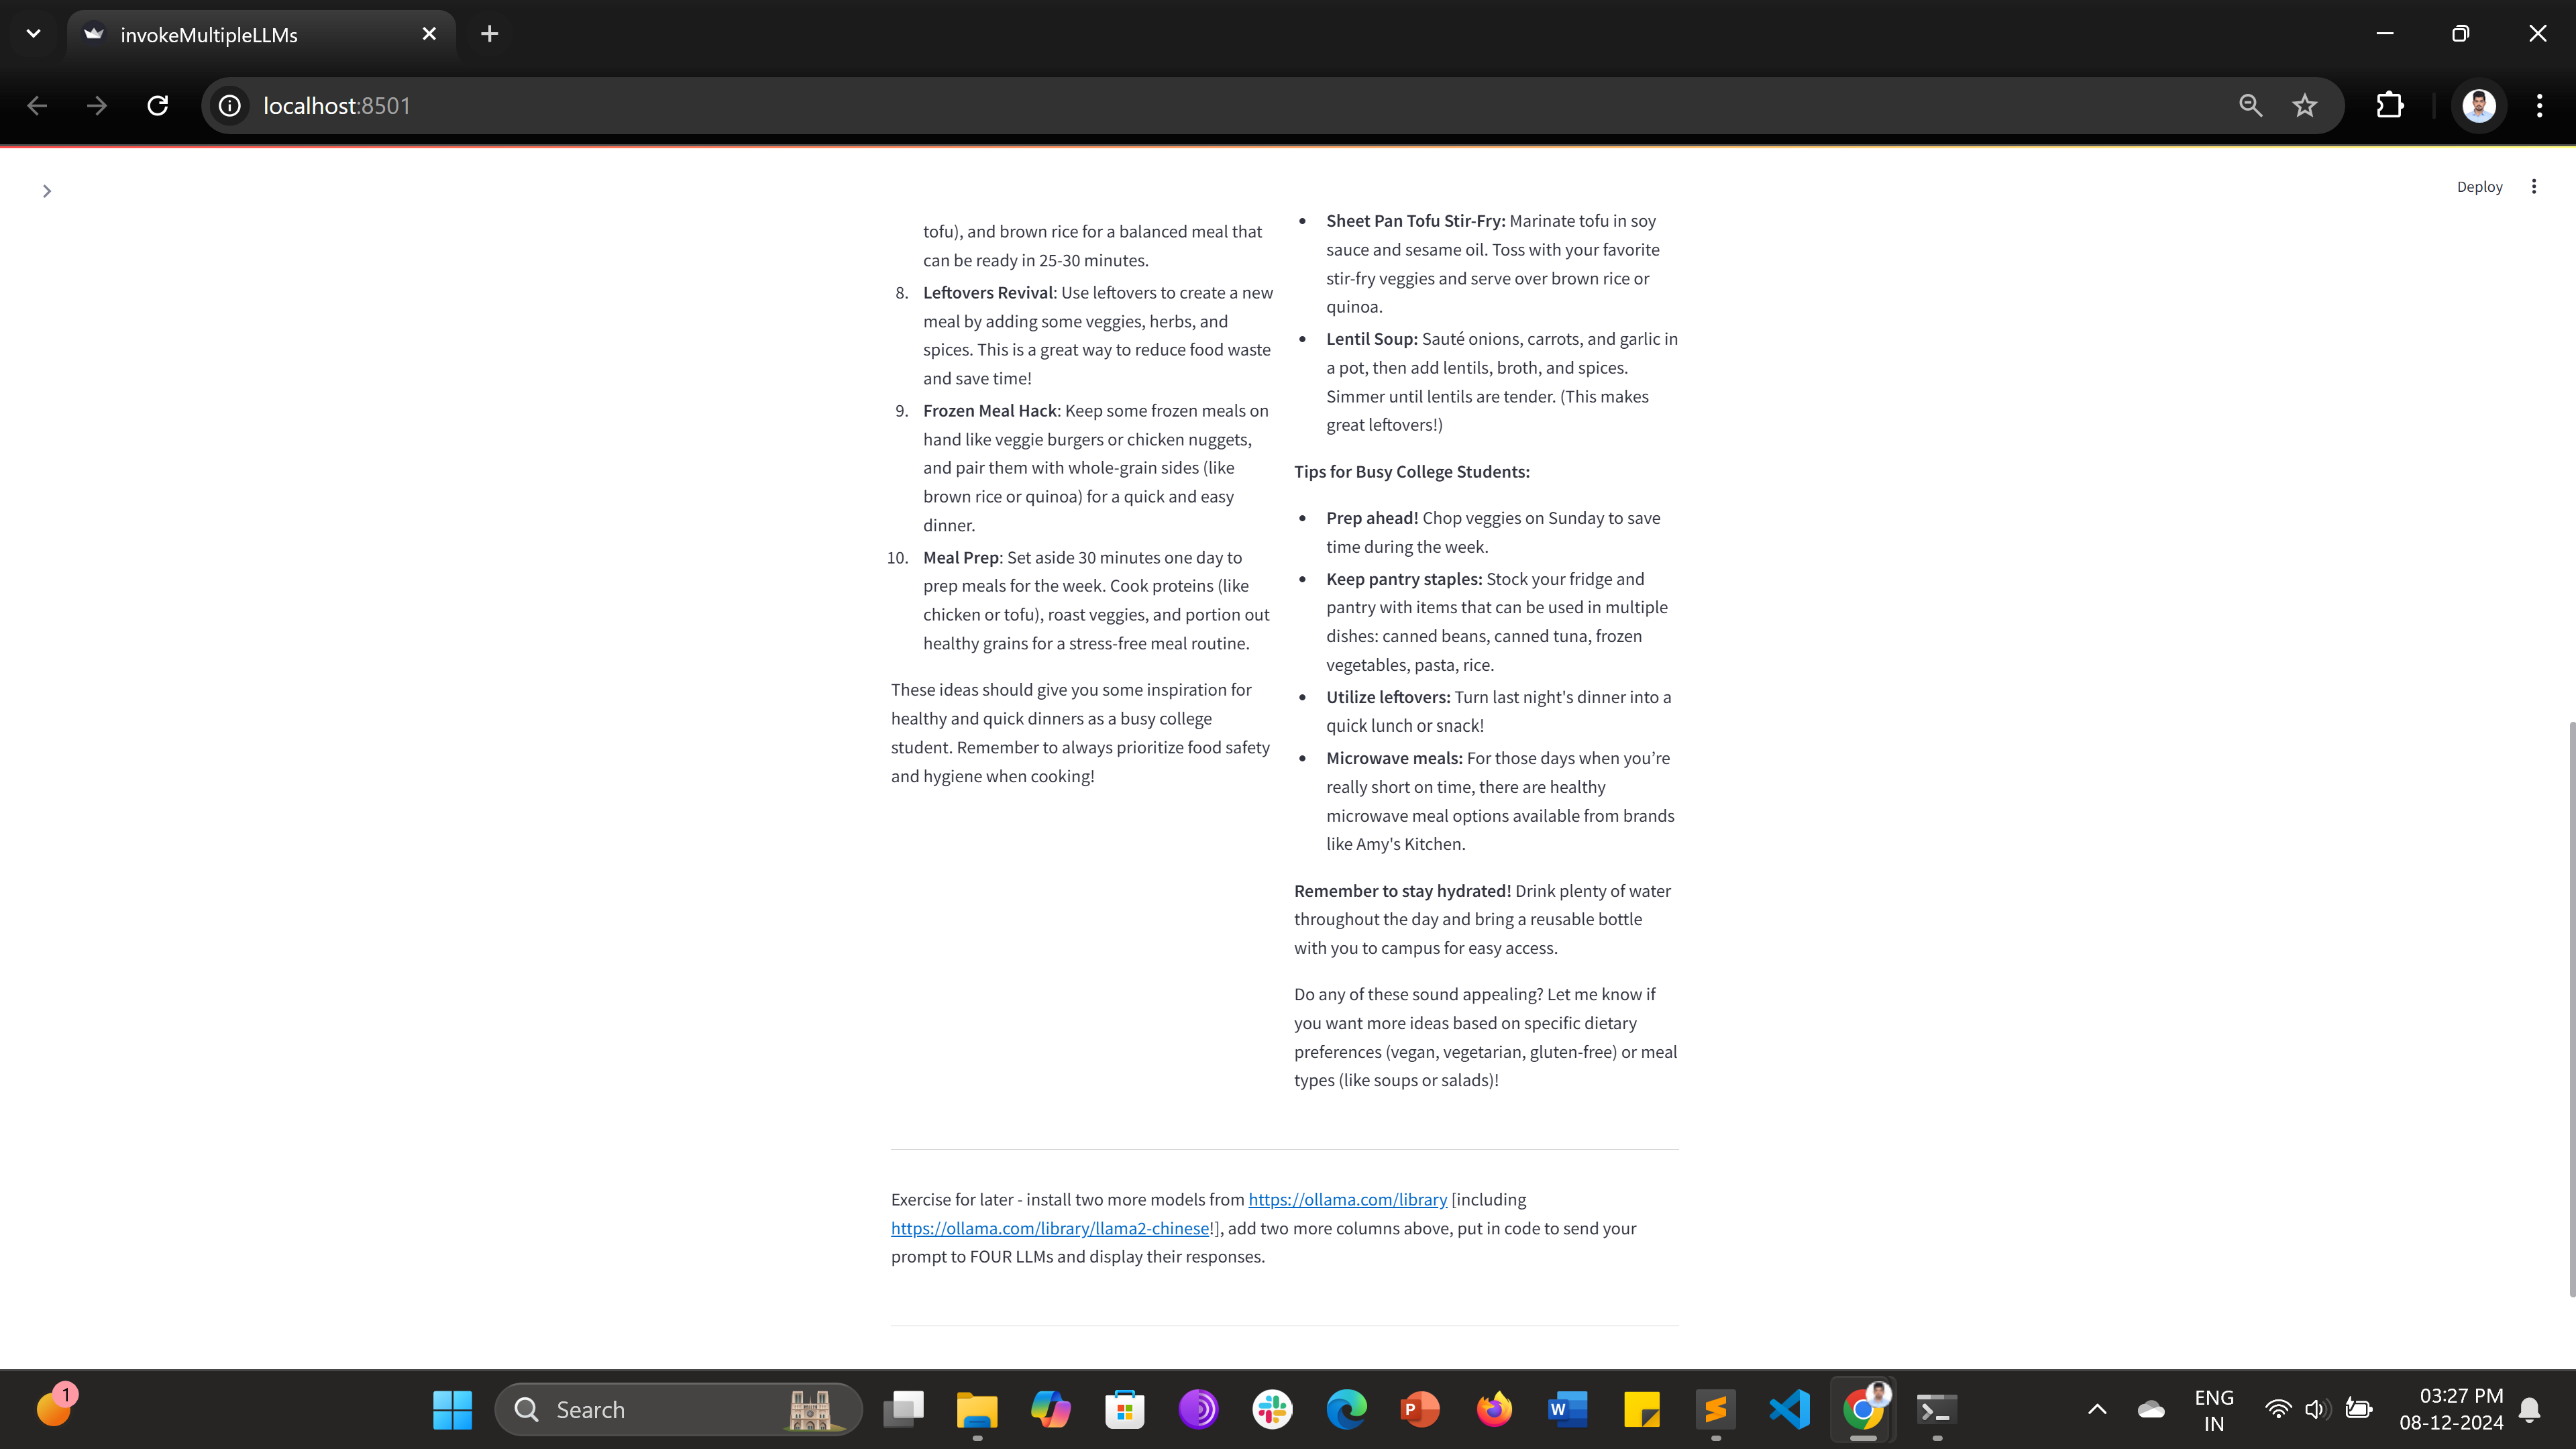 invokeMultipleLLMs
localhost:8501
Deploy
tofu), and brown rice for a balanced meal that
can be ready in 25-30 minutes.
8. Leftovers Revival: Use leftovers to create a new
meal by adding some veggies, herbs, and
spices. This is a great way to reduce food waste
and save time!
9. Frozen Meal Hack: Keep some frozen meals on
hand like veggie burgers or chicken nuggets,
and pair them with whole-grain sides (like
brown rice or quinoa) for a quick and easy
dinner.
10. Meal Prep: Set aside 30 minutes one day to
prep meals for the week. Cook proteins (like
chicken or tofu), roast veggies, and portion out
healthy grains for a stress-free meal routine.
These ideas should give you some inspiration for
healthy and quick dinners as a busy college
student. Remember to always prioritize food safety
and hygiene when cooking!
• Sheet Pan Tofu Stir-Fry: Marinate tofu in soy
sauce and sesame oil. Toss with your favorite
stir-fry veggies and serve over brown rice or
quinoa.
• Lentil Soup: Sauté onions, carrots, and garlic in
a pot, then add lentils, broth, and spices.
Simmer until lentils are tender. (This makes
great leftovers!)
Tips for Busy College Students:
• Prep ahead! Chop veggies on Sunday to save
time during the week.
• Keep pantry staples: Stock your fridge and
pantry with items that can be used in multiple
dishes: canned beans, canned tuna, frozen
vegetables, pasta, rice.
• Utilize leftovers: Turn last night's dinner into a
quick lunch or snack!
• Microwave meals: For those days when you’re
really short on time, there are healthy
microwave meal options available from brands
like Amy's Kitchen.
Remember to stay hydrated! Drink plenty of water
throughout the day and bring a reusable bottle
with you to campus for easy access.
Do any of these sound appealing? Let me know if
you want more ideas based on specific dietary
preferences (vegan, vegetarian, gluten-free) or meal
types (like soups or salads)!
Exercise for later - install two more models from https://ollama.com/library [including
https://ollama.com/library/llama2-chinese!], add two more columns above, put in code to send your
prompt to FOUR LLMs and display their responses.
1
Search
P
W
ENG
IN
03:27 PM
08-12-2024